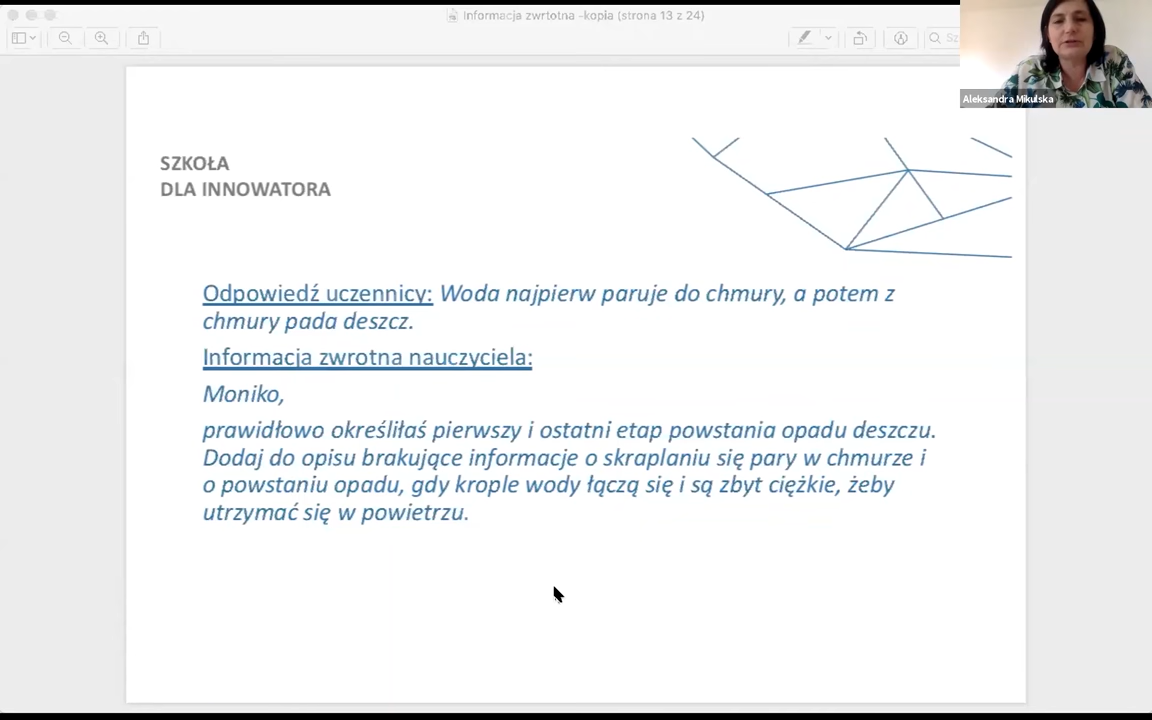 Informacja zwrtotna -kopia (strona 13 z 24)
Sz
Aleksandra Mikulska
SZKOŁA
DLA INNOWATORA
Odpowiedź uczennicy: Woda najpierw paruje do chmury, a potem z
chmury pada deszcz.
Informacja zwrotna nauczyciela:
Moniko,
prawidłowo określiłaś pierwszy i ostatni etap powstania opadu deszczu.
Dodaj do opisu brakujące informacje o skraplaniu się pary w chmurze i
o powstaniu opadu, gdy krople wody łączą się i są zbyt ciężkie, żeby
utrzymać się w powietrzu.